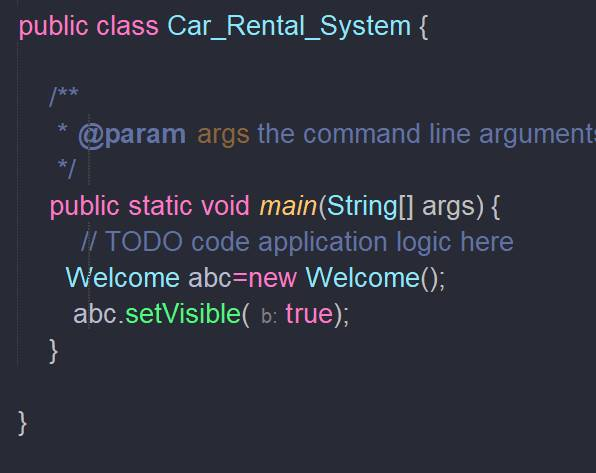 public class Car_Rental_System {
/**
* @param args the command line arguments
*/
public static void main(String[] args) {
// TODO code application logic here
Welcome abc=new Welcome();
abc.setVisible( b: true);
}
}